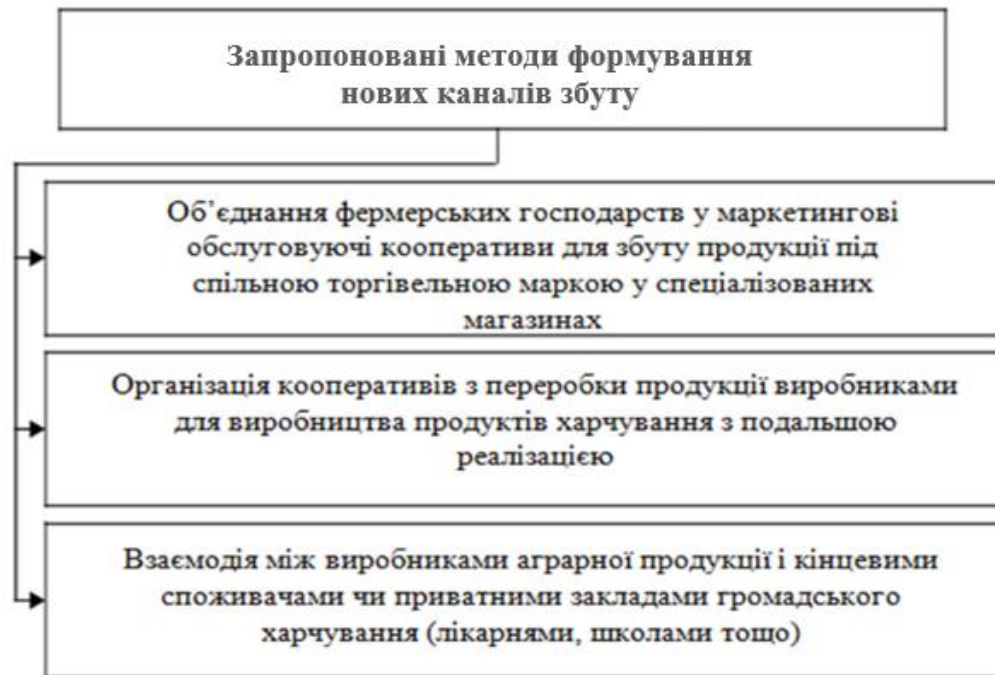 Запропоновані методи формування
нових каналів збуту
Об’єднання фермерських господарств у маркетингові
обслуговуючі кооперативи для збуту продукції під
спільною торгівельною маркою у спеціалізованих
магазинах
Організація кооперативів з переробки продукції виробниками
для виробництва продуктів харчування з подальшою
реалізацією
Взаємодія між виробниками аграрної продукції і кінцевими
споживачами чи приватними закладами громадського
харчування (лікарнями, школами тощо)